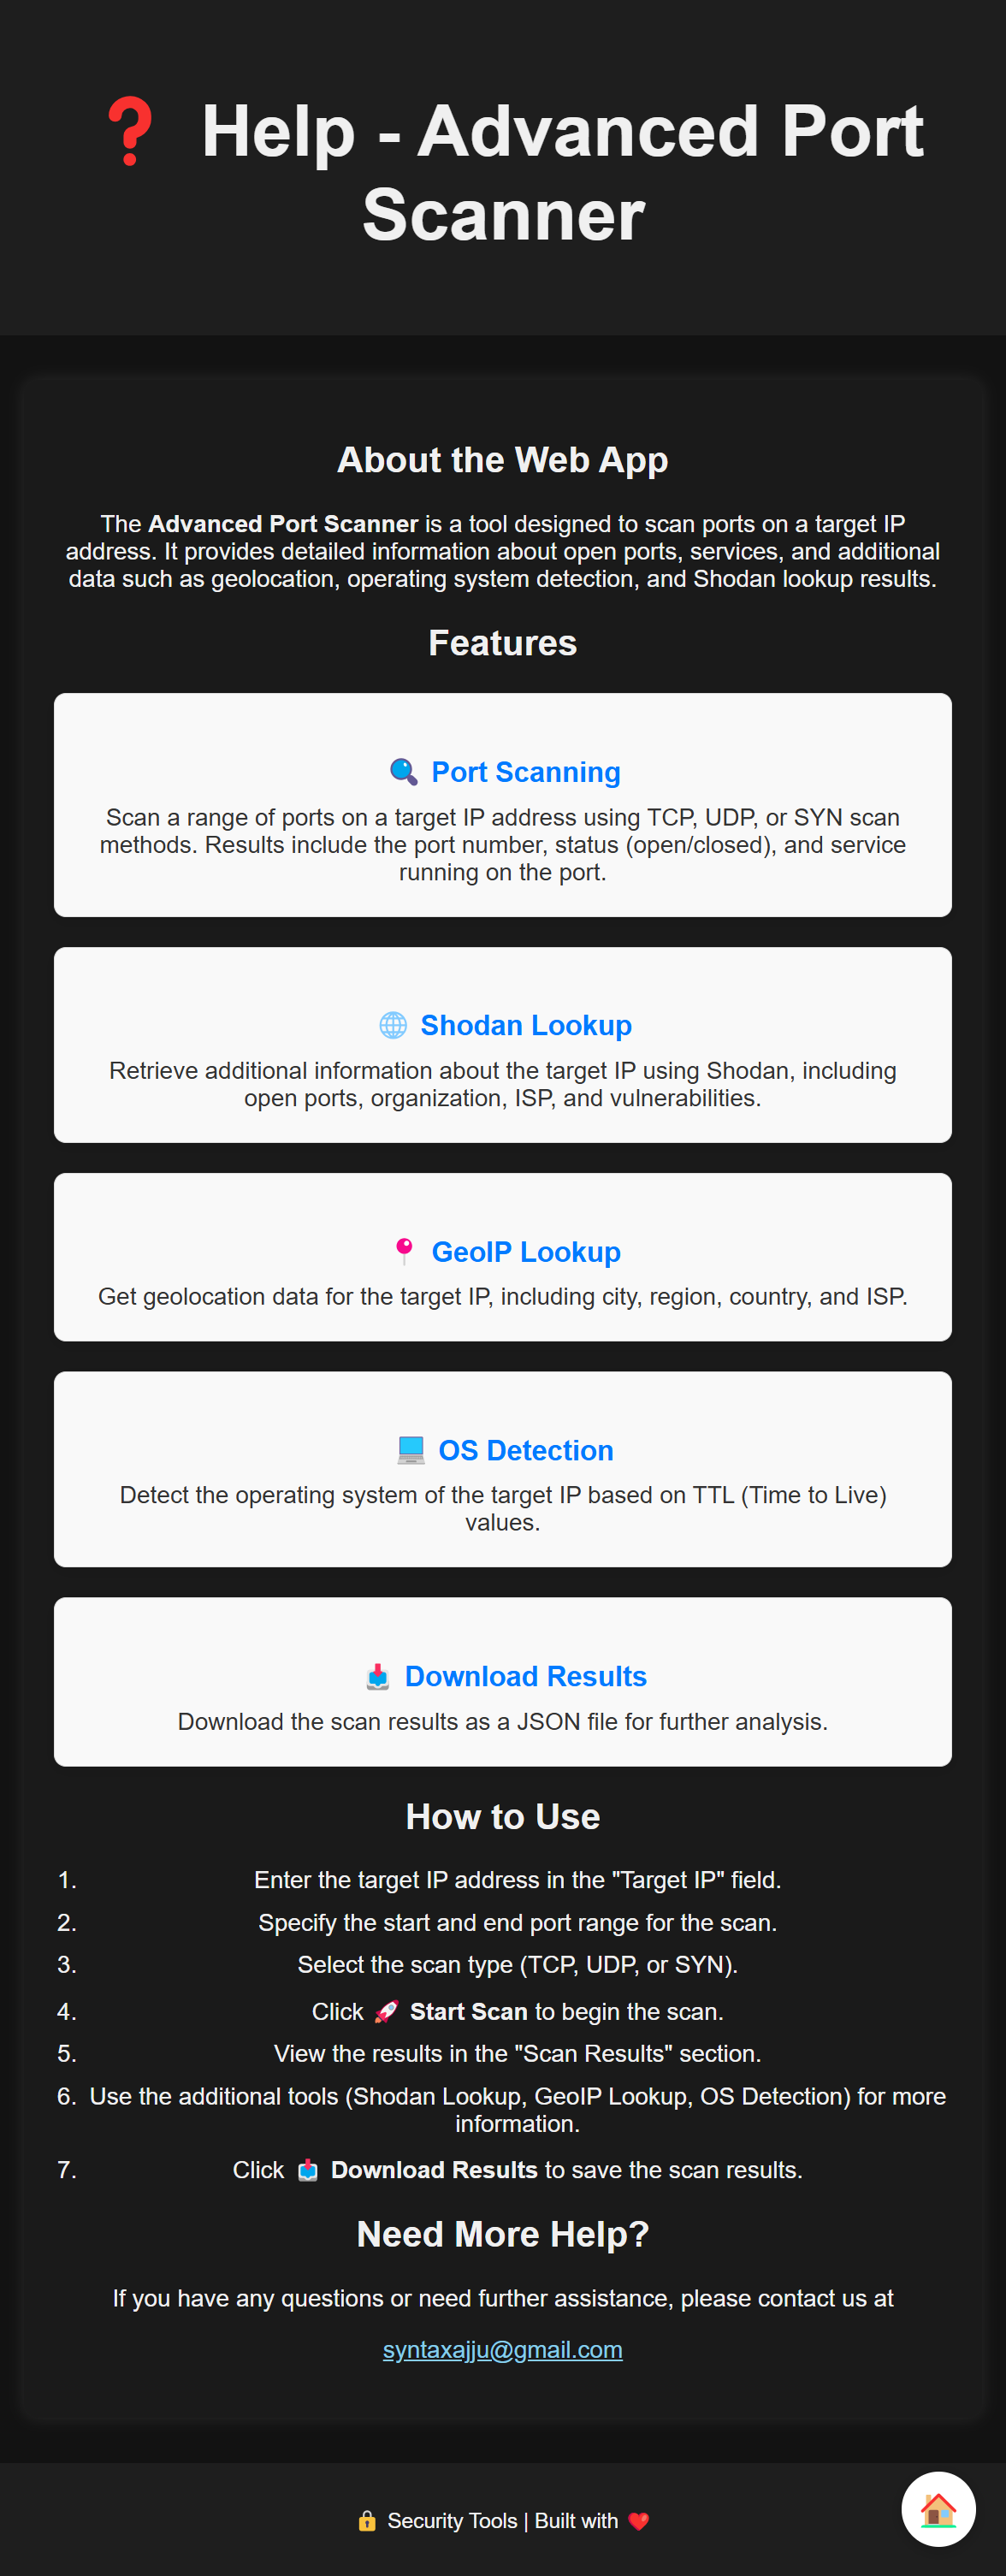 ❓ Help - Advanced Port
Scanner
About the Web App
The Advanced Port Scanner is a tool designed to scan ports on a target IP
address. It provides detailed information about open ports, services, and additional
data such as geolocation, operating system detection, and Shodan lookup results.
Features
🔍 Port Scanning
Scan a range of ports on a target IP address using TCP, UDP, or SYN scan
methods. Results include the port number, status (open/closed), and service
running on the port.
🌐 Shodan Lookup
Retrieve additional information about the target IP using Shodan, including
open ports, organization, ISP, and vulnerabilities.
📍 GeoIP Lookup
Get geolocation data for the target IP, including city, region, country, and ISP.
💻 OS Detection
Detect the operating system of the target IP based on TTL (Time to Live)
values.
📥 Download Results
Download the scan results as a JSON file for further analysis.
How to Use
1. Enter the target IP address in the "Target IP" field.
2. Specify the start and end port range for the scan.
3. Select the scan type (TCP, UDP, or SYN).
4. Click 🚀 Start Scan to begin the scan.
5. View the results in the "Scan Results" section.
6. Use the additional tools (Shodan Lookup, GeoIP Lookup, OS Detection) for more
information.
7. Click 📥 Download Results to save the scan results.
Need More Help?
If you have any questions or need further assistance, please contact us at
syntaxajju@gmail.com
🔒 Security Tools | Built with ❤️